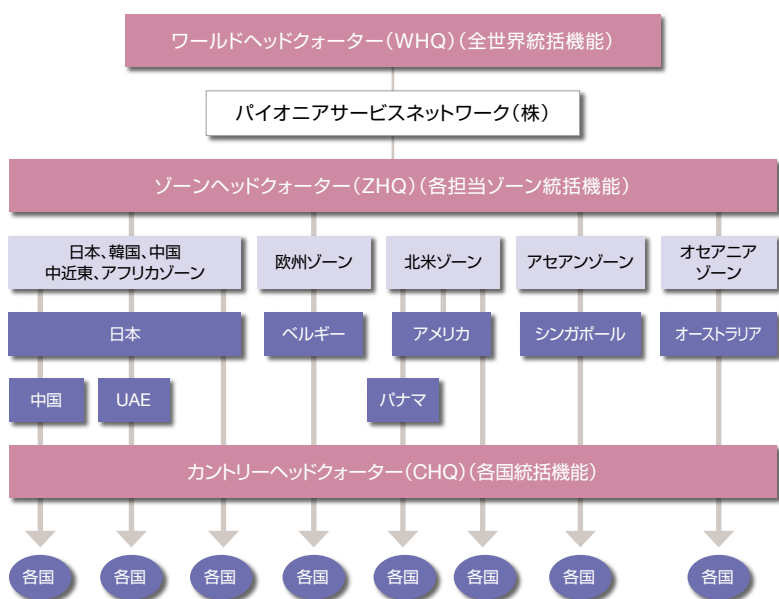 ワールドヘッドクォーター(WHQ)(全世界統括機能)
パイオニアサービスネットワーク(株)
ゾーンヘッドクォーター(ZHQ)(各担当ゾーン統括機能)
日本、韓国、中国
中近東、アフリカゾーン
欧州ゾーン
北米ゾーン
アセアンゾーン
オセアニア
ゾーン
日本
ベルギー
アメリカ
シンガポール
オーストラリア
中国
UAE
パナマ
カントリーヘッドクォーター(CHQ)(各国統括機能)
各国
各国
各国
各国
各国
各国
各国
各国